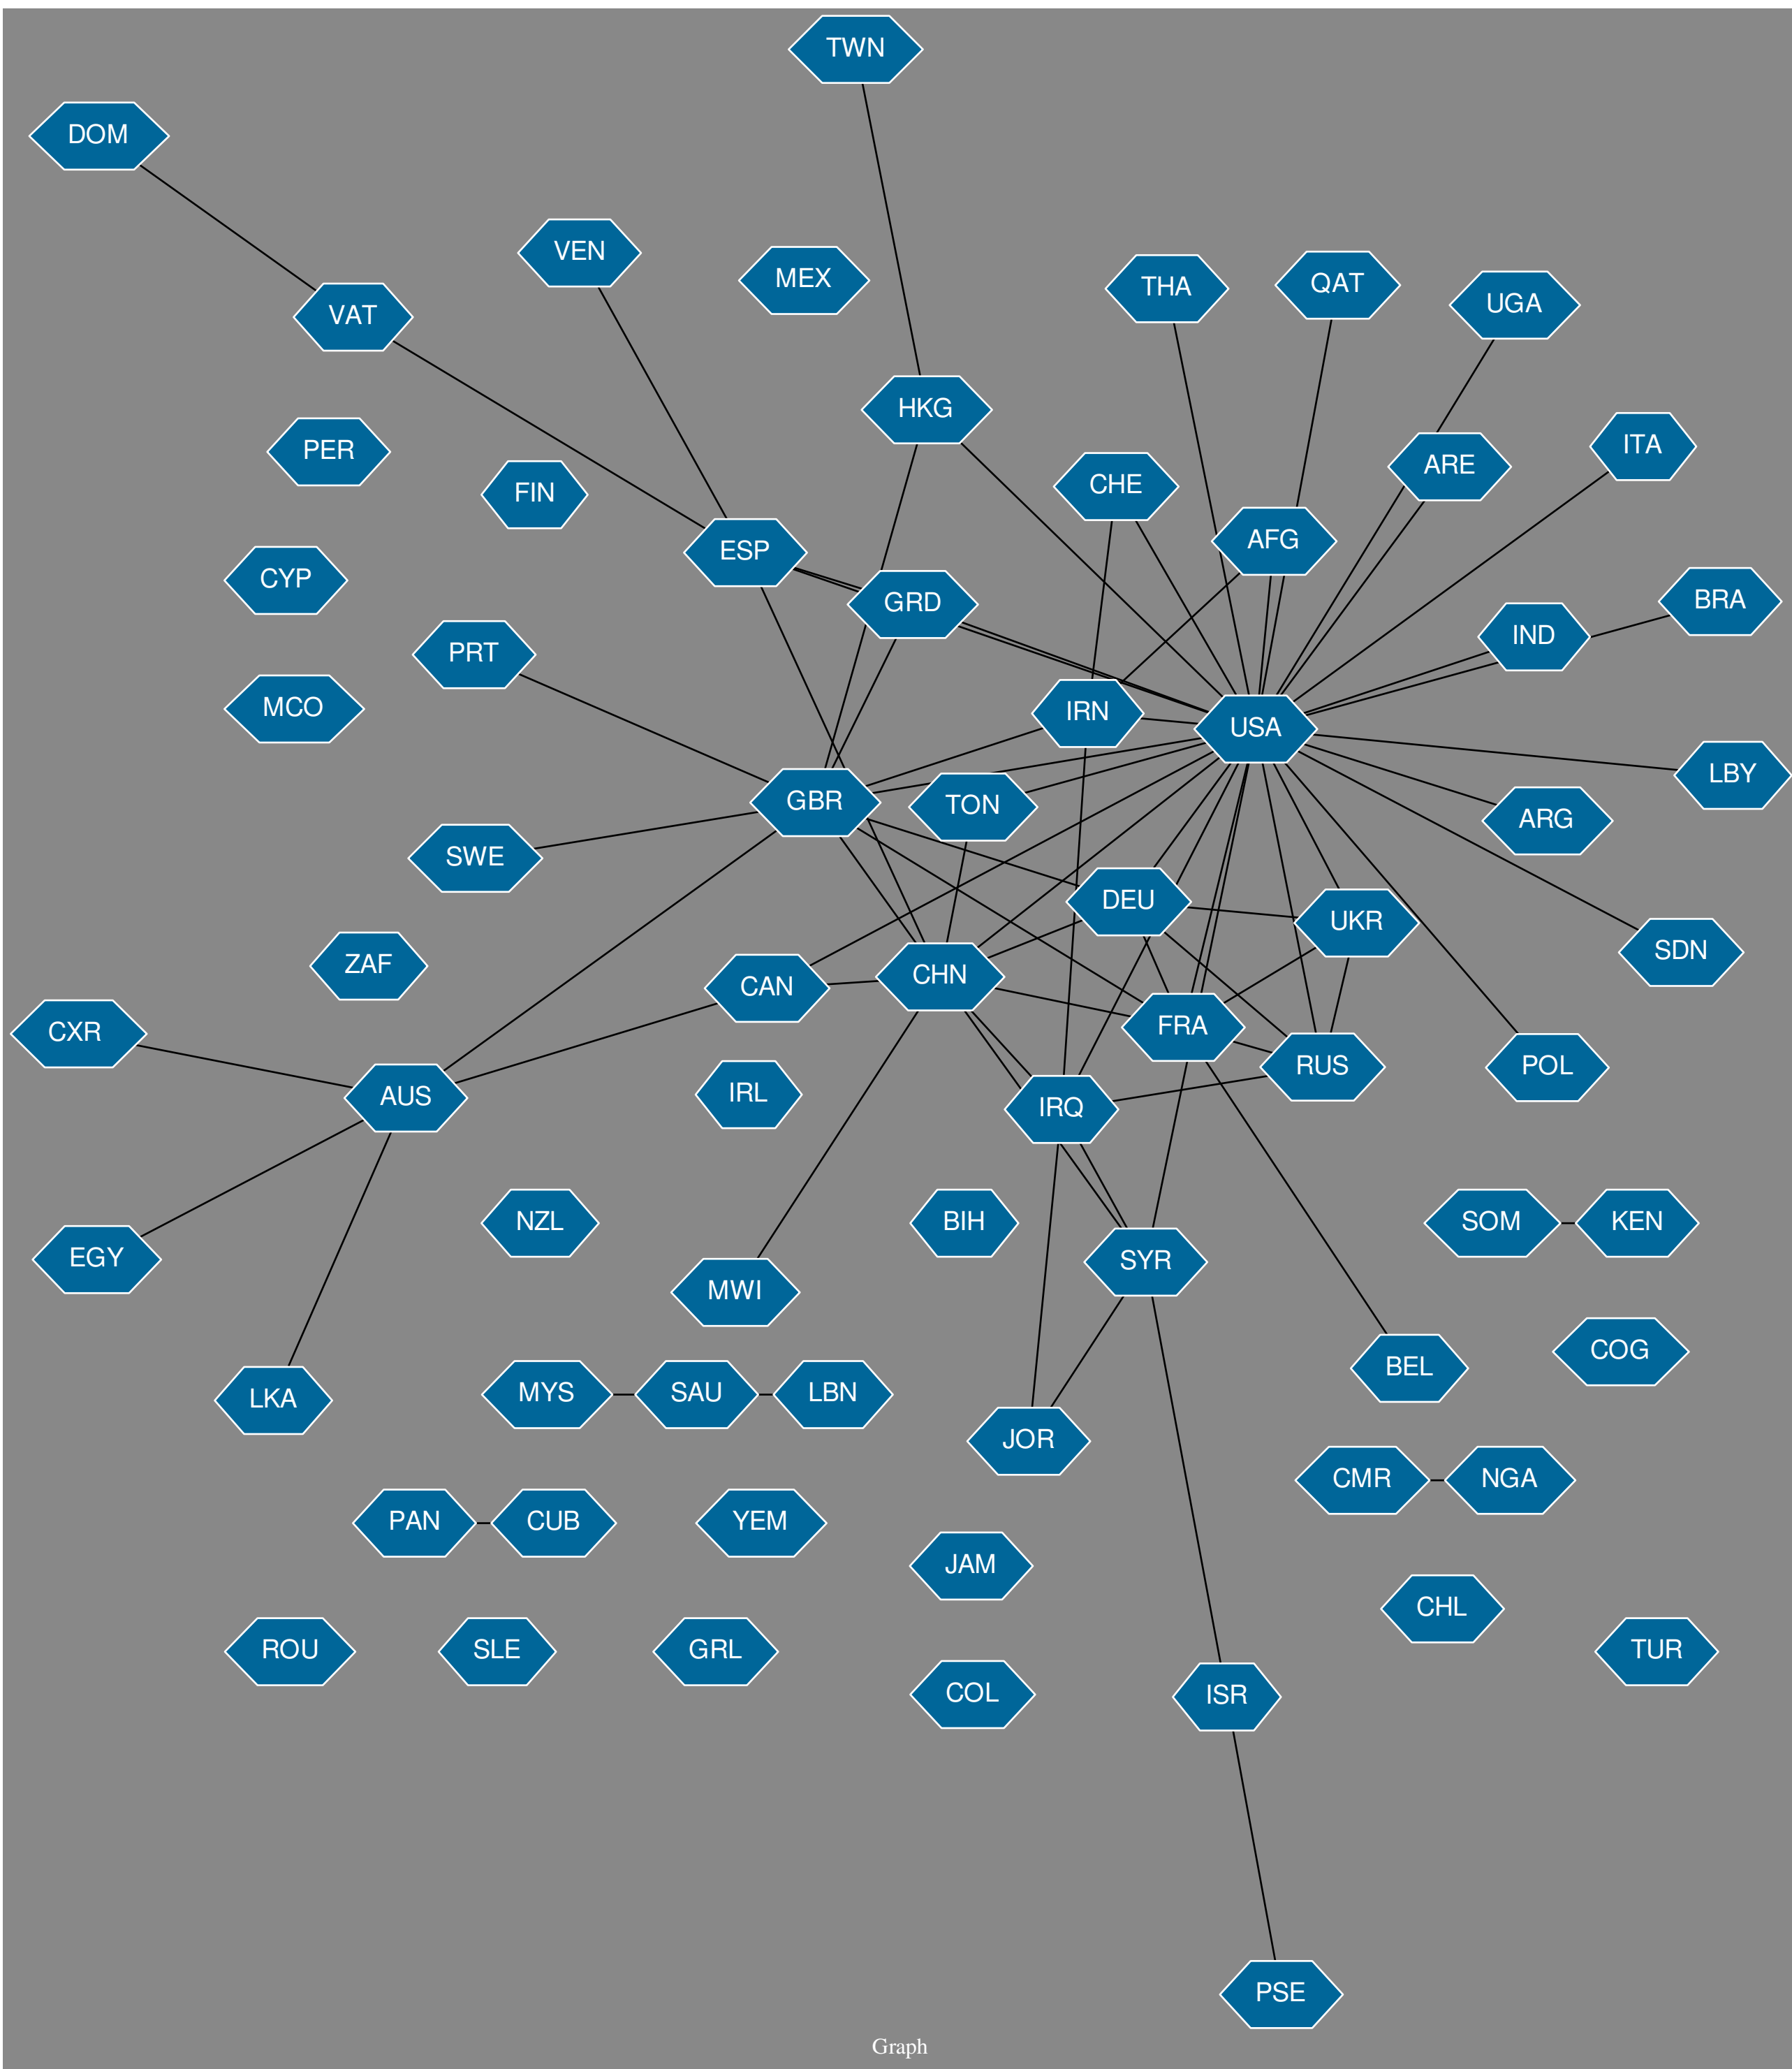 TWN
DOM
VEN
MEX
THA
QAT
UGA
VAT
HKG
PER
FIN
CHE
ARE
ITA
ESP
AFG
CYP
GRD
BRA
IND
PRT
MCO
IRN
USA
LBY
GBR
TON
ARG
SWE
DEU
UKR
ZAF
CAN
CHN
SDN
CXR
FRA
AUS
IRL
IRQ
RUS
POL
EGY
NZL
MWI
BIH
SYR
SOM
KEN
LKA
MYS
SAU
LBN
JOR
BEL
COG
PAN
CUB
YEM
JAM
CMR
NGA
ROU
SLE
GRL
COL
ISR
CHL
TUR
PSE
Graph